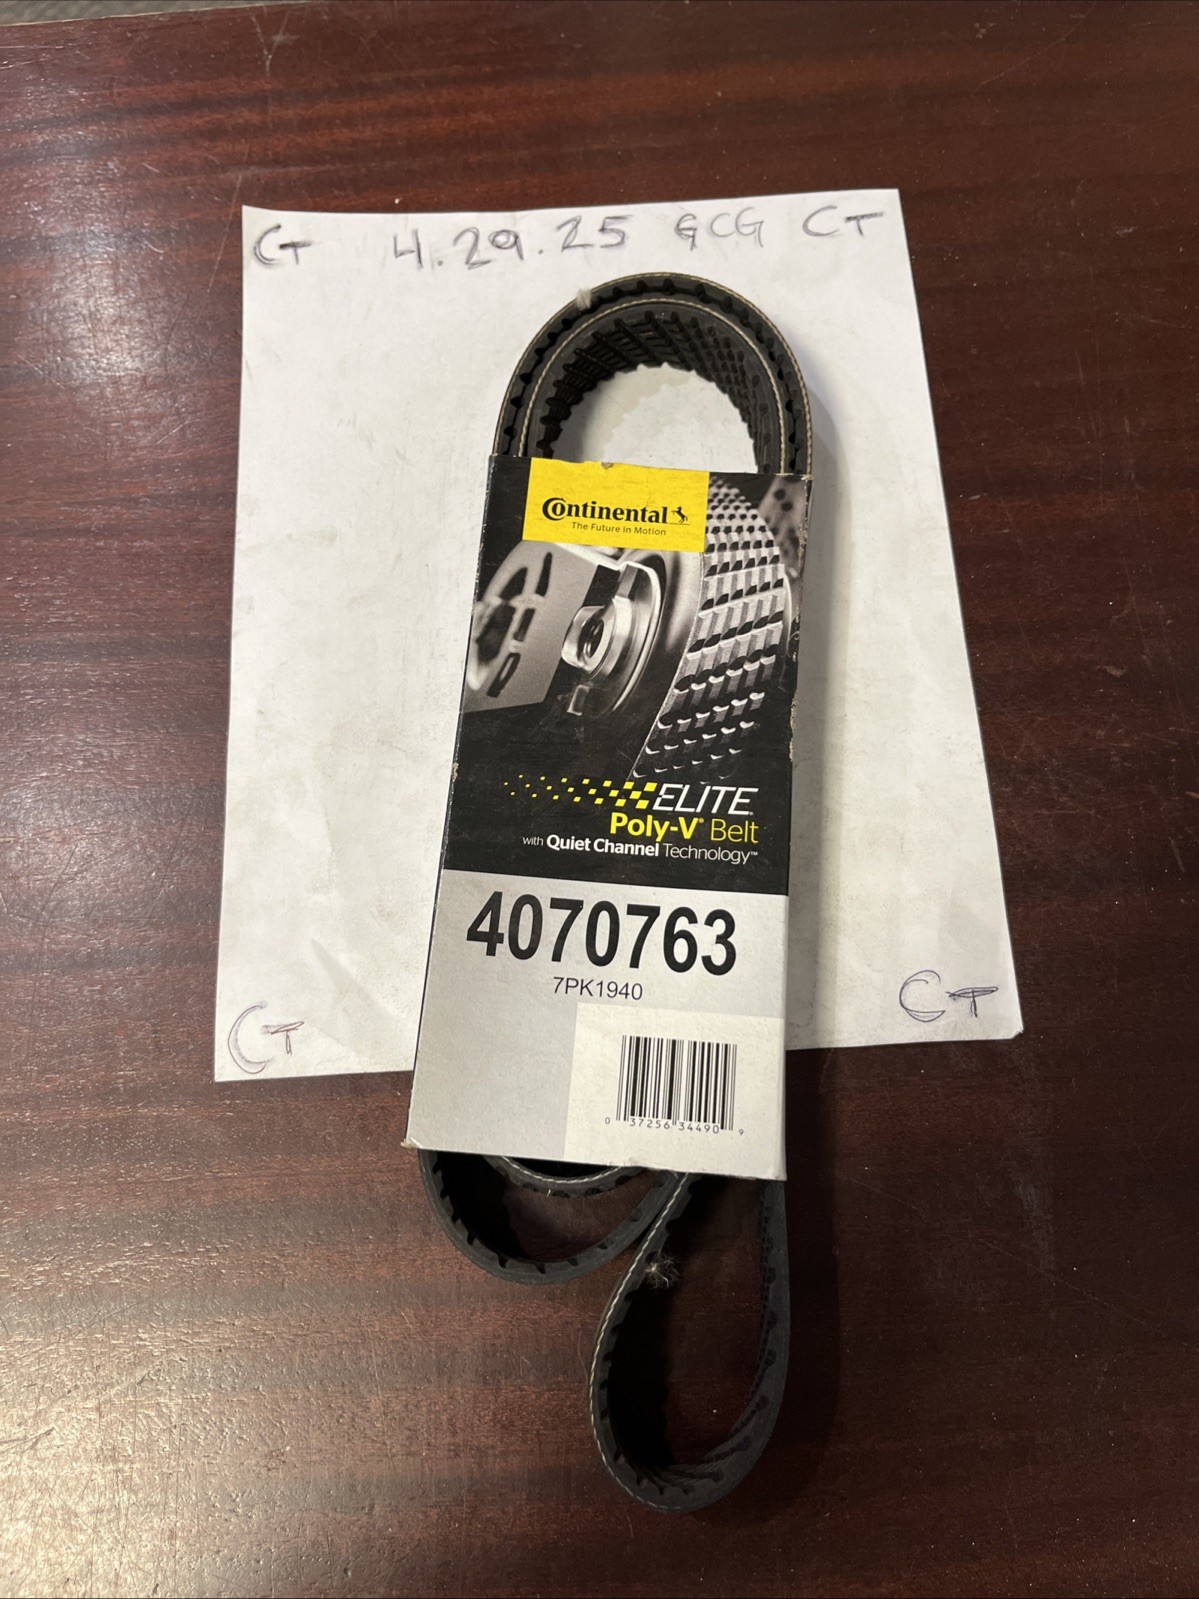 CT 4.29.25 GCG CT
Continental
The Future in Motion
ELITE®
Poly-V® Belt
with Quiet Channel Technology™
4070763
7PK1940
CT CT
0 37256 34490 9